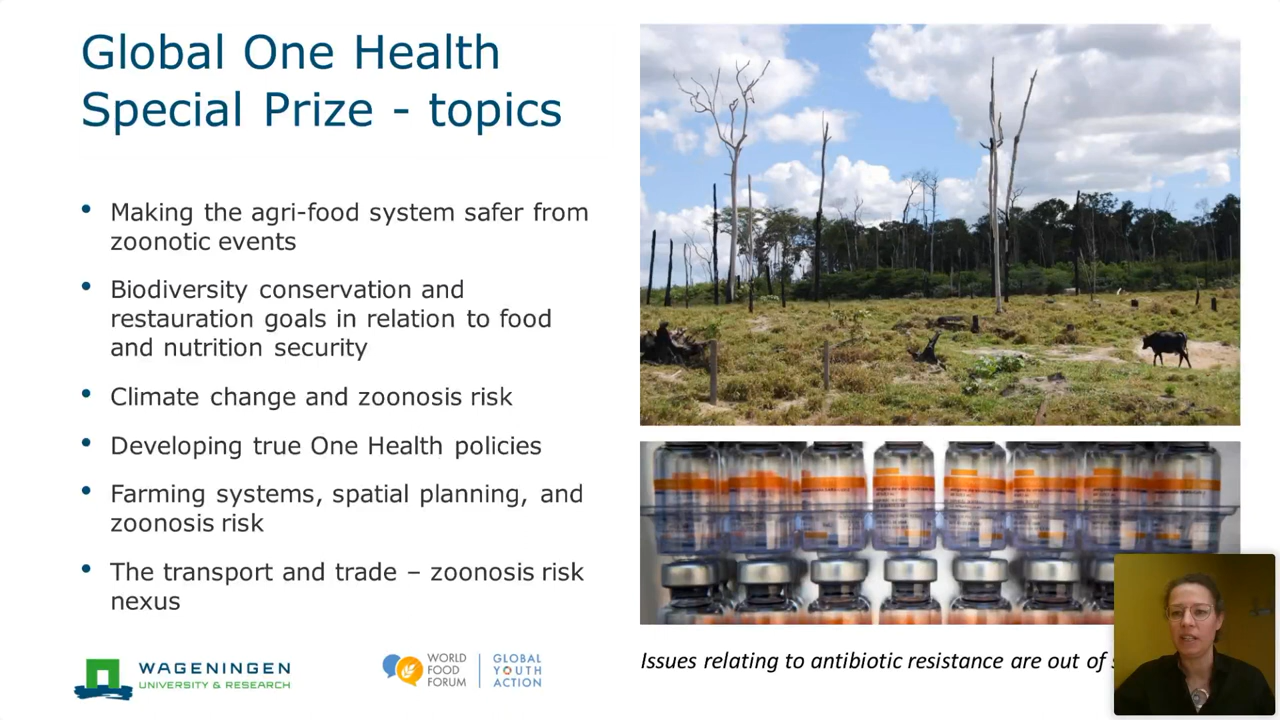 Global One Health
Special Prize - topics
• Making the agri-food system safer from
zoonotic events
• Biodiversity conservation and
restauration goals in relation to food
and nutrition security
• Climate change and zoonosis risk
• Developing true One Health policies
• Farming systems, spatial planning, and
zoonosis risk
• The transport and trade – zoonosis risk
nexus
Issues relating to antibiotic resistance are out of
WAGENINGEN
UNIVERSITY & RESEARCH
WORLD
FOOD
FORUM
GLOBAL
YOUTH
ACTION